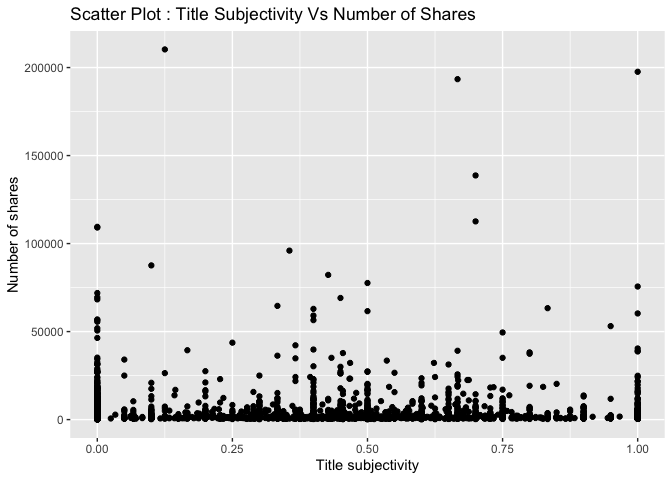 Scatter Plot : Title Subjectivity Vs Number of Shares
200000
150000
100000
50000
0
Number of shares
0.00 0.25 0.50 0.75 1.00
Title subjectivity